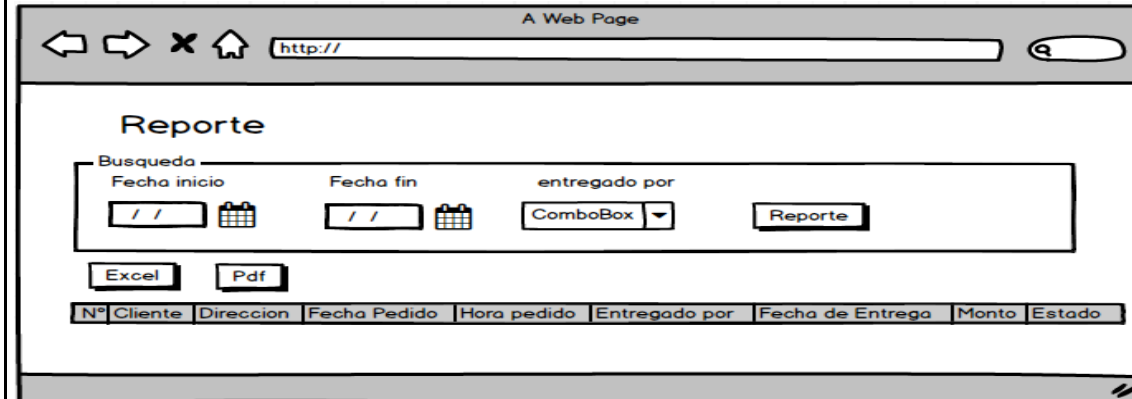 A Web Page
http://
Reporte
Busqueda
Fecha inicio Fecha fin entregado por
/ / / / ComboBox Reporte
Excel Pdf
N° Cliente Direccion Fecha Pedido Hora pedido Entregado por Fecha de Entrega Monto Estado